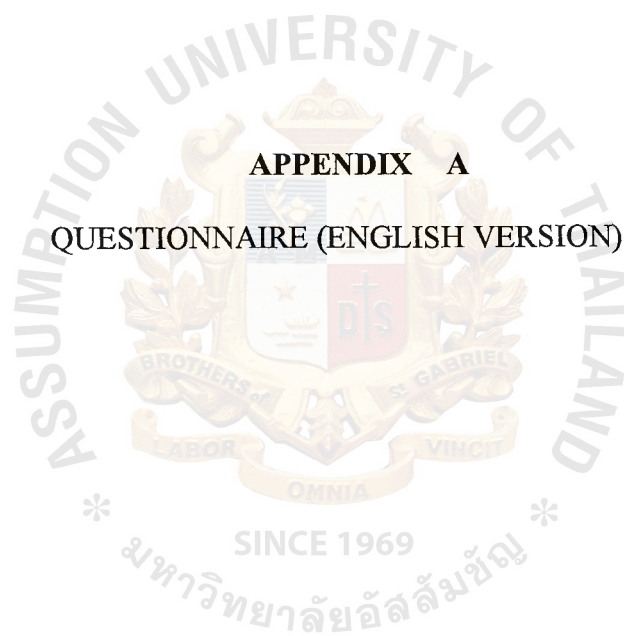 ASSUMPTION UNIVERSITY OF THAILAND
APPENDIX A
QUESTIONNAIRE (ENGLISH VERSION)
DS
BROTHERS of St GABRIEL
LABOR OMNIA VINCIT
* SINCE 1969 *
มหาวิทยาลัยอัสสัมชัญ